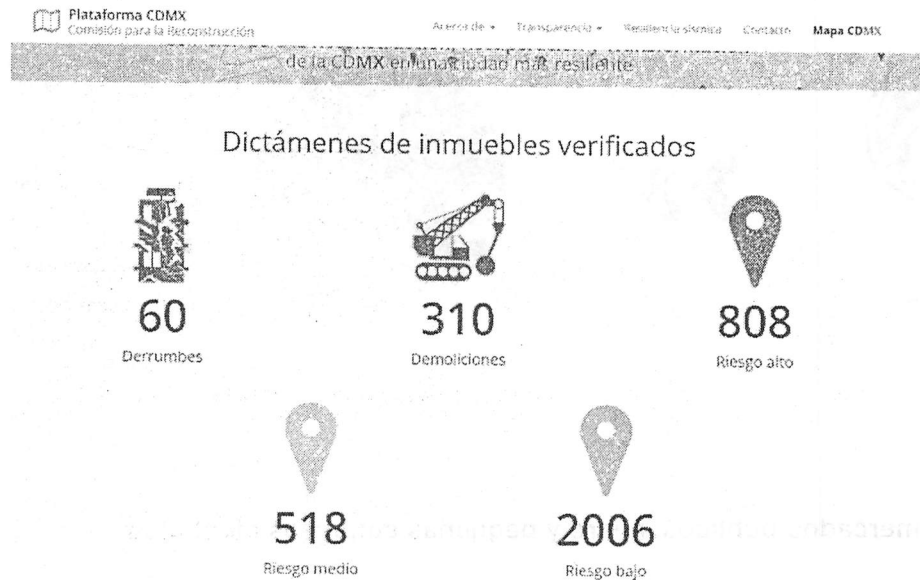 Plataforma CDMX
Comisión para la Reconstrucción
Acerca de Transparencia Resiliencia sísmica Contacto Mapa CDMX
de la CDMX en una ciudad más resiliente
Dictámenes de inmuebles verificados
60
Derrumbes
310
Demoliciones
808
Riesgo alto
518
Riesgo medio
2006
Riesgo bajo